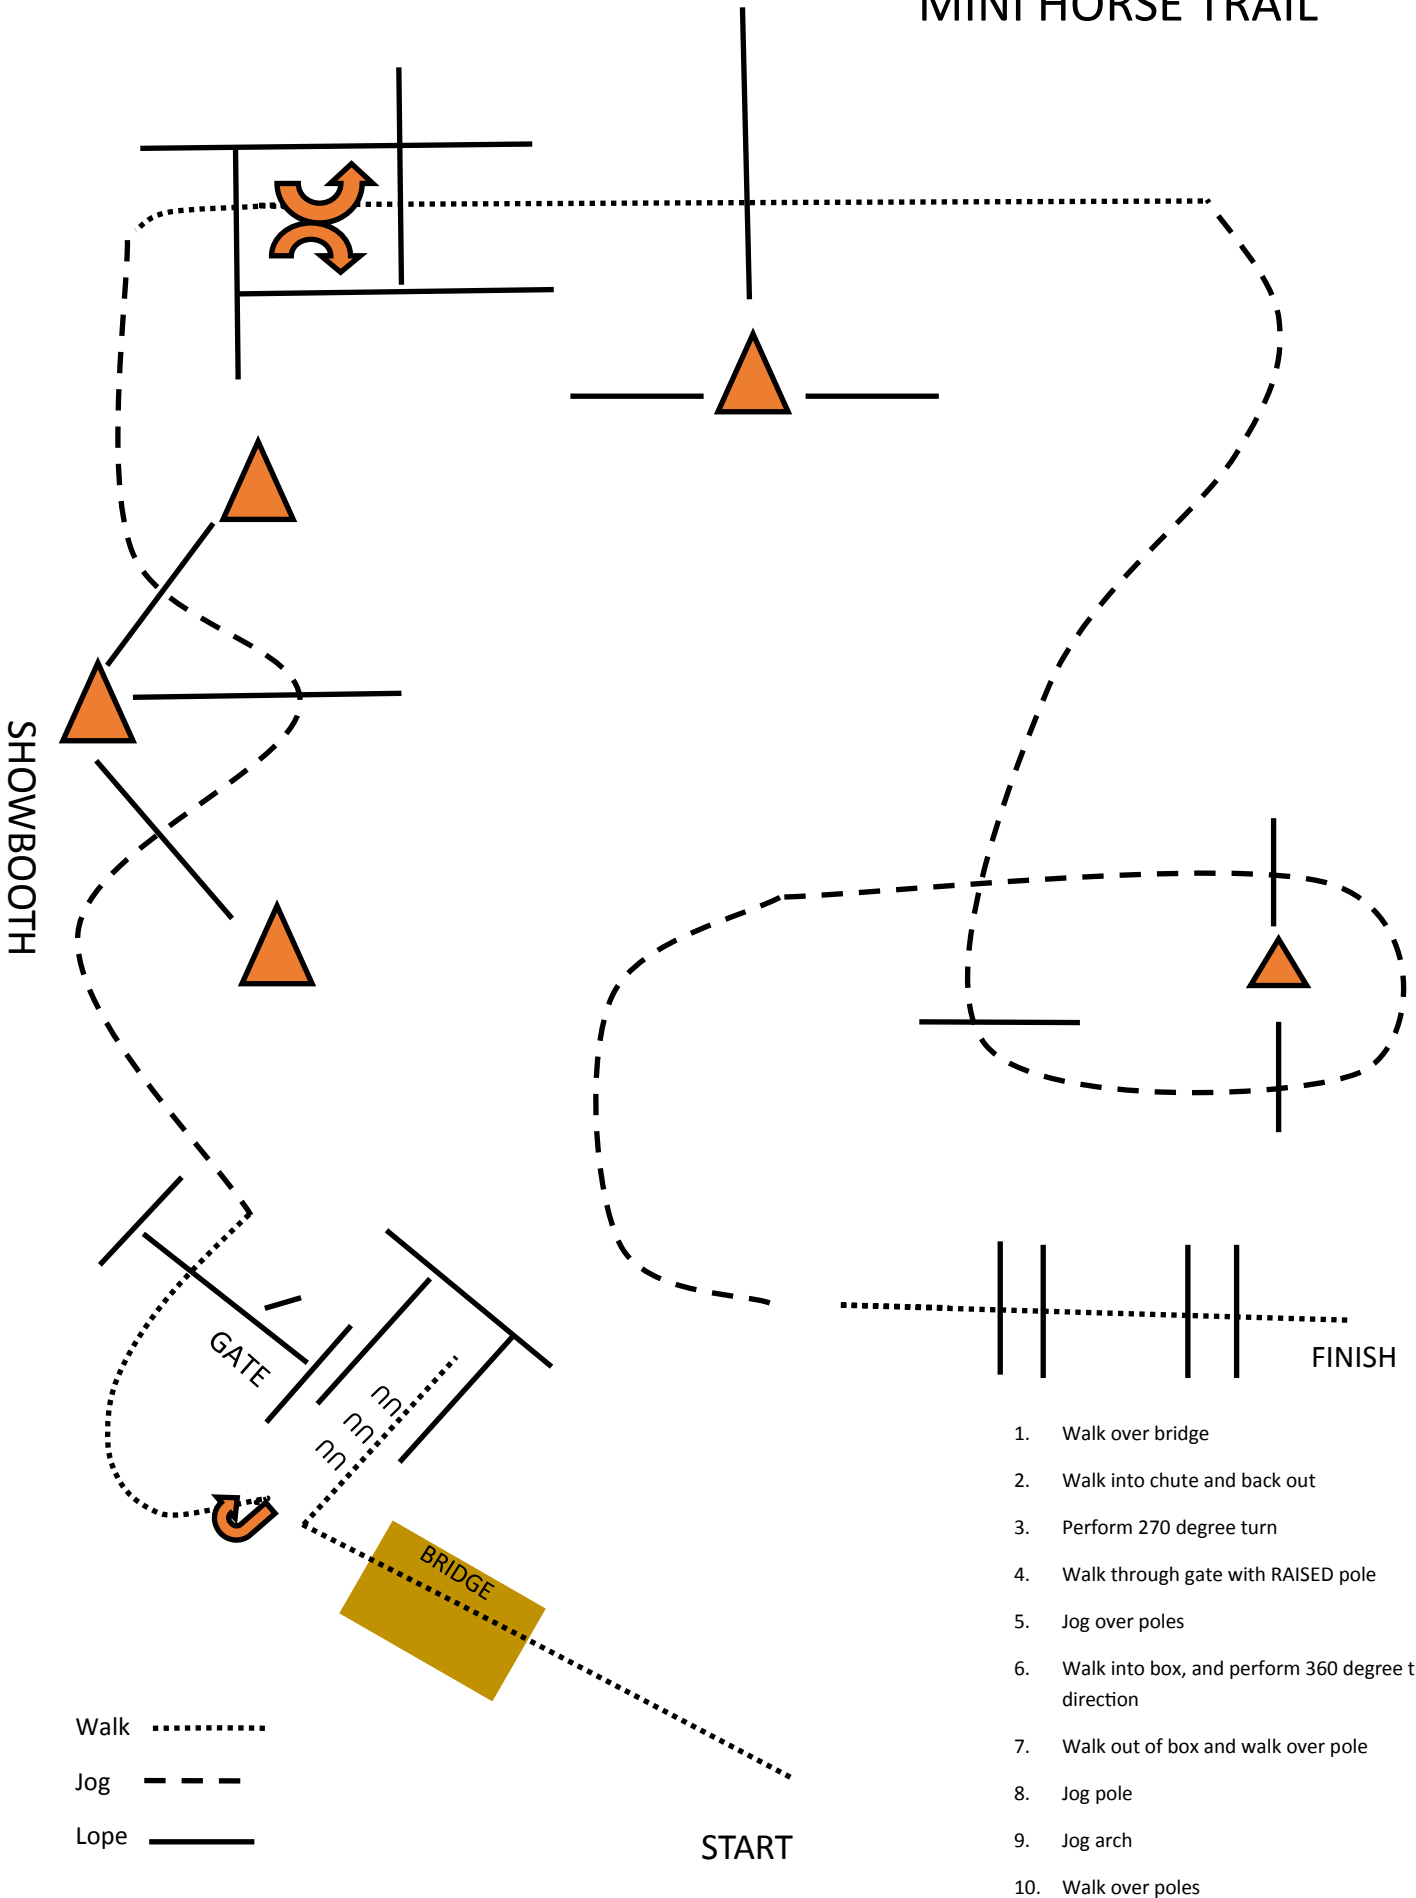 MINI HORSE TRAIL
SHOWBOOTH
GATE
BRIDGE
FINISH
1. Walk over bridge
2. Walk into chute and back out
3. Perform 270 degree turn
4. Walk through gate with RAISED pole
5. Jog over poles
6. Walk into box, and perform 360 degree t
direction
7. Walk out of box and walk over pole
8. Jog pole
9. Jog arch
10. Walk over poles
Walk
Jog
Lope
START